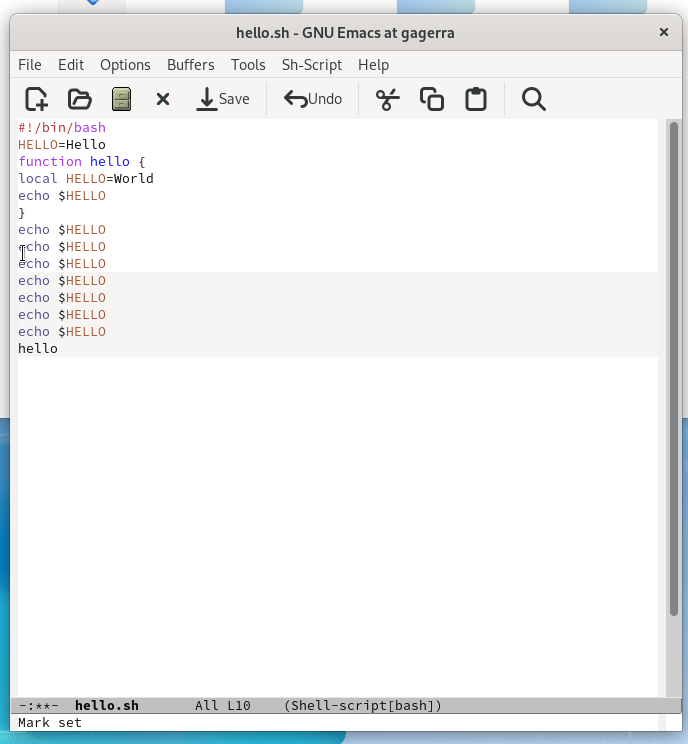 hello.sh - GNU Emacs at gagerra
File Edit Options Buffers Tools Sh-Script Help
Save Undo
#!/bin/bash
HELLO=Hello
function hello {
local HELLO=World
echo $HELLO
}
echo $HELLO
echo $HELLO
echo $HELLO
echo $HELLO
echo $HELLO
echo $HELLO
echo $HELLO
hello
-:**- hello.sh All L10 (Shell-script[bash])
Mark set